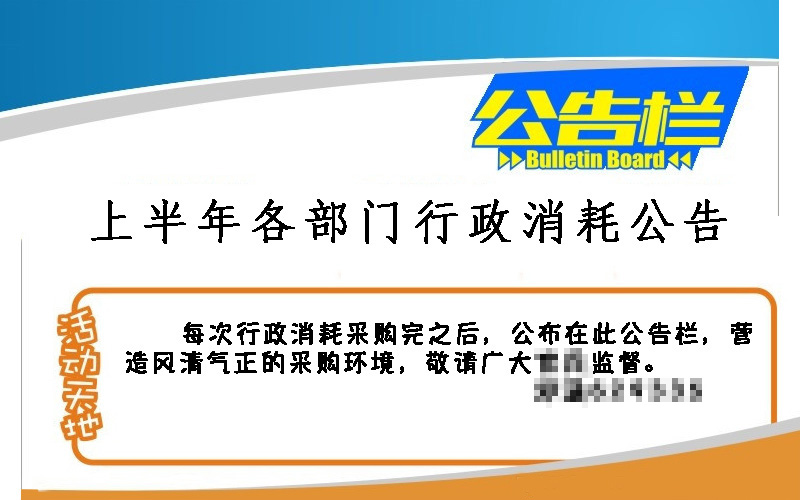 公告栏
Bulletin Board
上半年各部门行政消耗公告
活动天地
每次行政消耗采购完之后，公布在此公告栏，营
造风清气正的采购环境，敬请广大 监督。